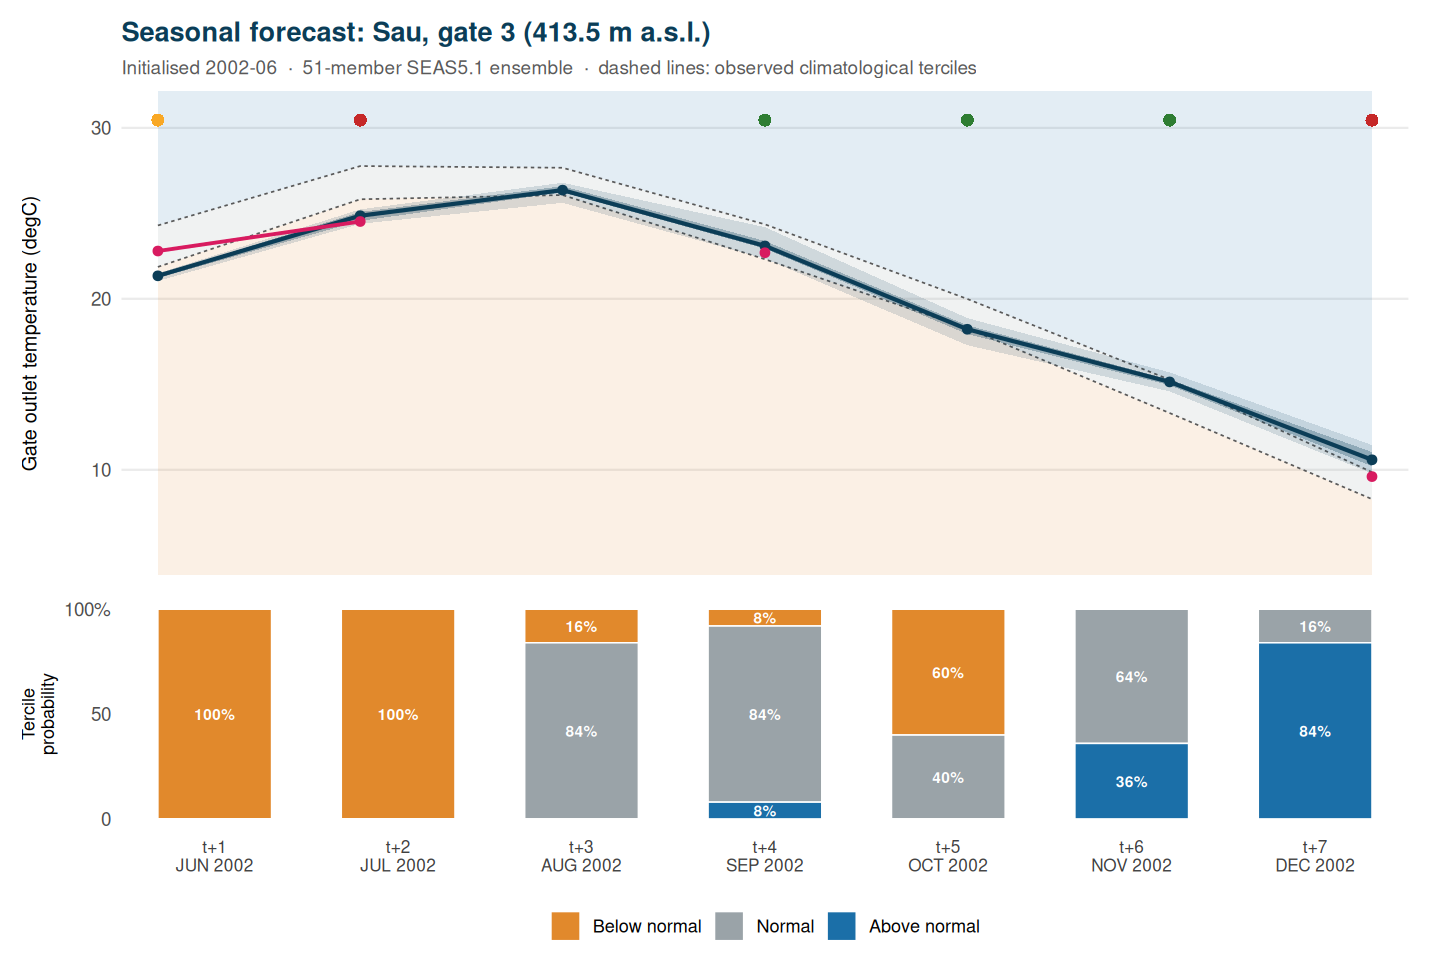 Seasonal forecast: Sau, gate 3 (413.5 m a.s.l.)
Initialised 2002-06 · 51-member SEAS5.1 ensemble · dashed lines: observed climatological terciles
Gate outlet temperature (degC)
30
20
10
Tercile
probability
100%
50
0
100%
100%
16%
84%
8%
84%
8%
60%
40%
64%
36%
16%
84%
t+1
JUN 2002
t+2
JUL 2002
t+3
AUG 2002
t+4
SEP 2002
t+5
OCT 2002
t+6
NOV 2002
t+7
DEC 2002
Below normal
Normal
Above normal